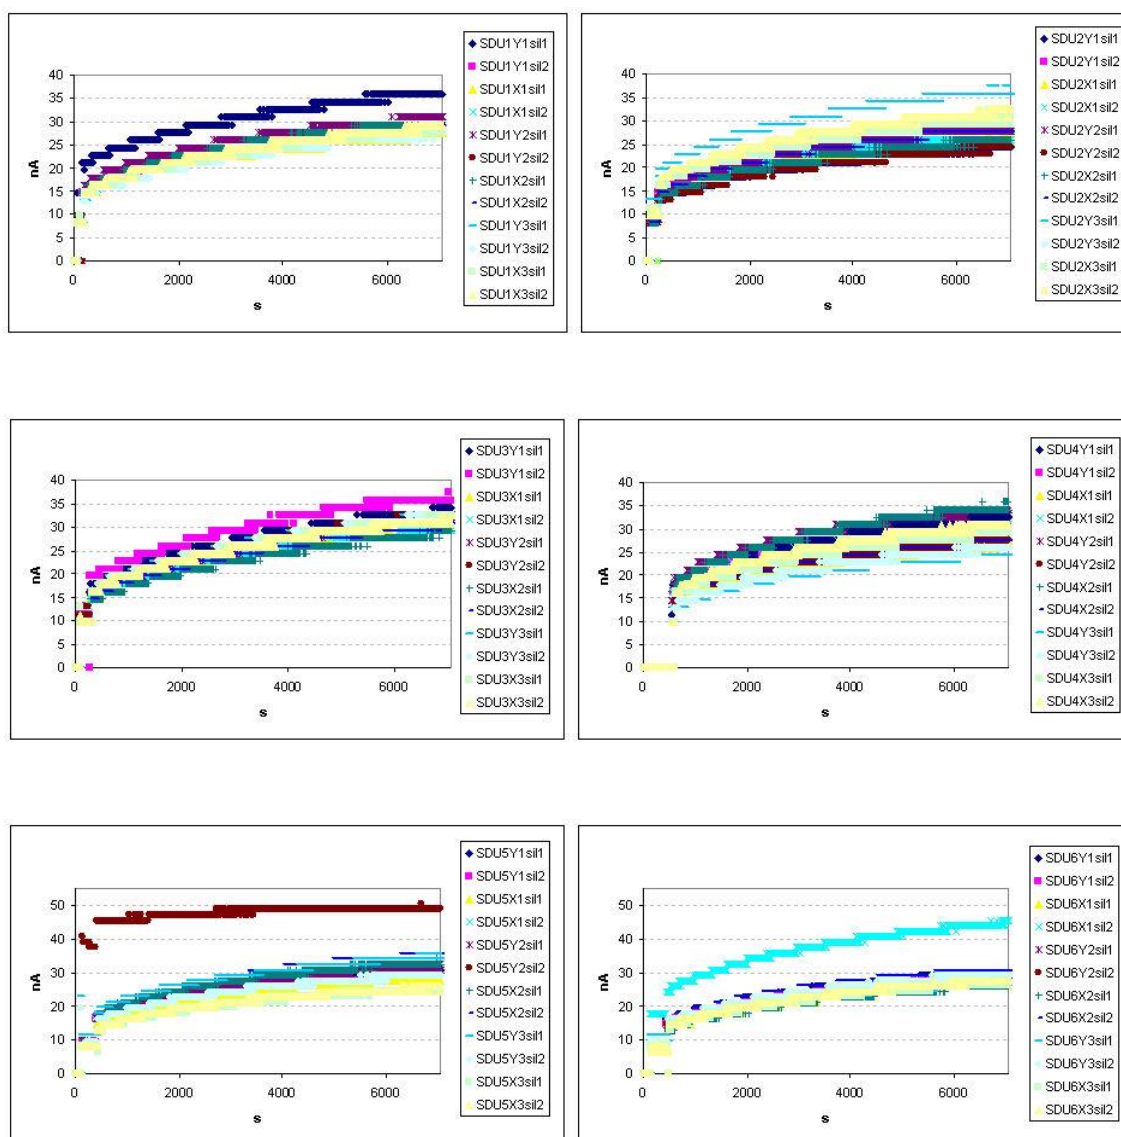 40
35
30
25
20
15
10
5
0
nA
0 2000 4000 6000
s
SDU1Y1sil1
SDU1Y1sil2
SDU1X1sil1
SDU1X1sil2
SDU1Y2sil1
SDU1Y2sil2
SDU1X2sil1
SDU1X2sil2
SDU1Y3sil1
SDU1Y3sil2
SDU1X3sil1
SDU1X3sil2
40
35
30
25
20
15
10
5
0
nA
0 2000 4000 6000
s
SDU2Y1sil1
SDU2Y1sil2
SDU2X1sil1
SDU2X1sil2
SDU2Y2sil1
SDU2Y2sil2
SDU2X2sil1
SDU2X2sil2
SDU2Y3sil1
SDU2Y3sil2
SDU2X3sil1
SDU2X3sil2
40
35
30
25
20
15
10
5
0
nA
0 2000 4000 6000
s
SDU3Y1sil1
SDU3Y1sil2
SDU3X1sil1
SDU3X1sil2
SDU3Y2sil1
SDU3Y2sil2
SDU3X2sil1
SDU3X2sil2
SDU3Y3sil1
SDU3Y3sil2
SDU3X3sil1
SDU3X3sil2
40
35
30
25
20
15
10
5
0
nA
0 2000 4000 6000
s
SDU4Y1sil1
SDU4Y1sil2
SDU4X1sil1
SDU4X1sil2
SDU4Y2sil1
SDU4Y2sil2
SDU4X2sil1
SDU4X2sil2
SDU4Y3sil1
SDU4Y3sil2
SDU4X3sil1
SDU4X3sil2
50
40
30
20
10
0
nA
0 2000 4000 6000
s
SDU5Y1sil1
SDU5Y1sil2
SDU5X1sil1
SDU5X1sil2
SDU5Y2sil1
SDU5Y2sil2
SDU5X2sil1
SDU5X2sil2
SDU5Y3sil1
SDU5Y3sil2
SDU5X3sil1
SDU5X3sil2
50
40
30
20
10
0
nA
0 2000 4000 6000
s
SDU6Y1sil1
SDU6Y1sil2
SDU6X1sil1
SDU6X1sil2
SDU6Y2sil1
SDU6Y2sil2
SDU6X2sil1
SDU6X2sil2
SDU6Y3sil1
SDU6Y3sil2
SDU6X3sil1
SDU6X3sil2